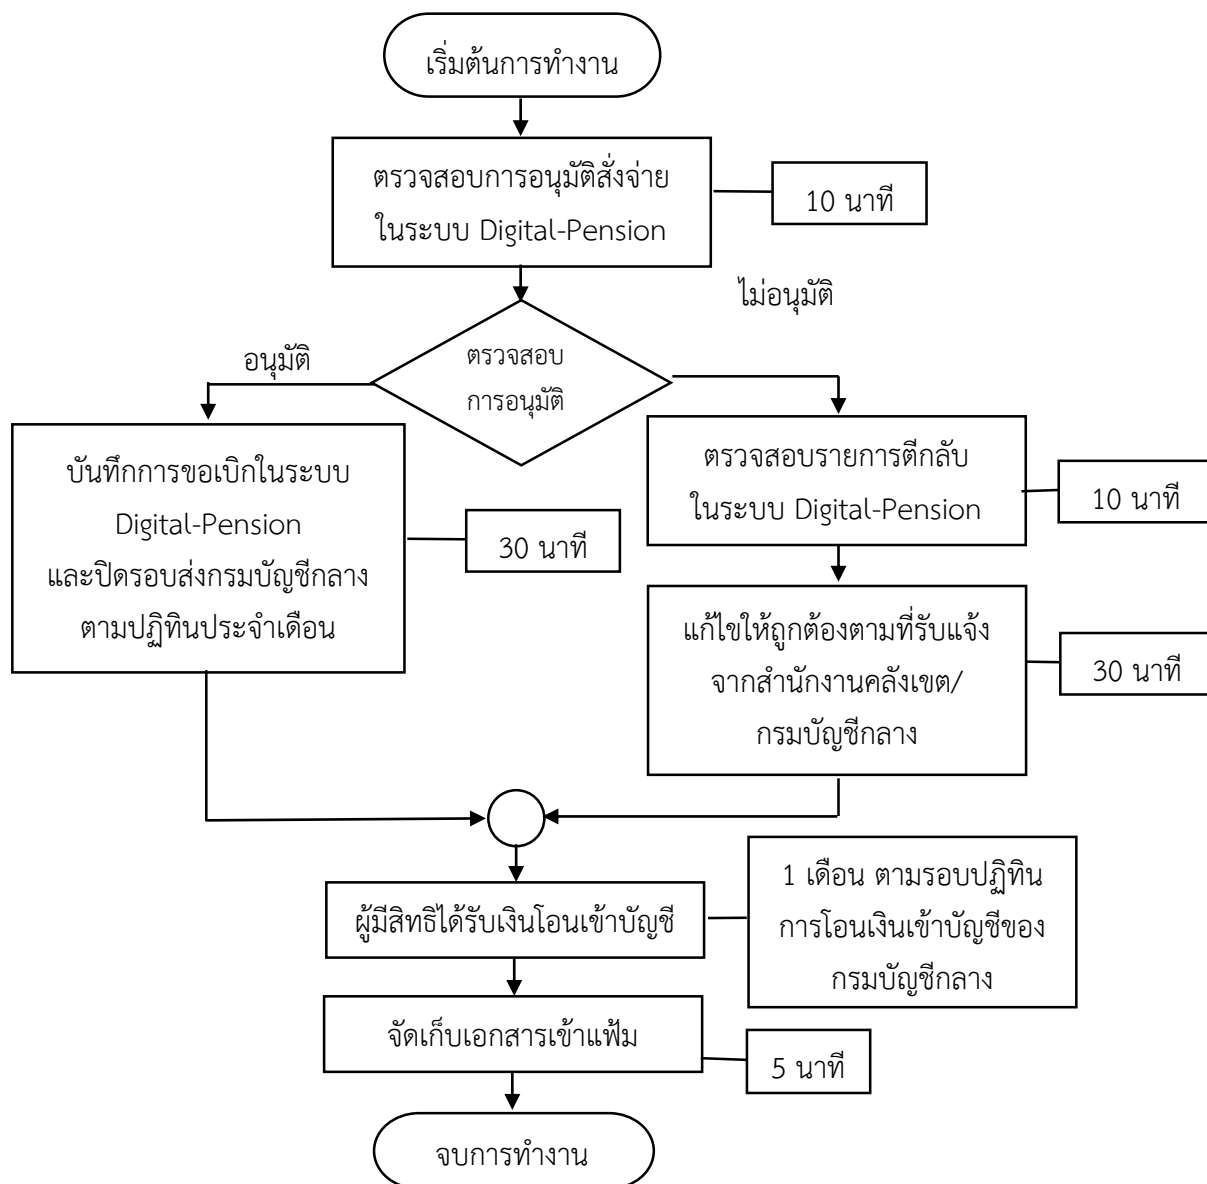 เริ่มต้นการทำงาน
ตรวจสอบการอนุมัติสั่งจ่าย
ในระบบ Digital-Pension
10 นาที
ไม่อนุมัติ
อนุมัติ
ตรวจสอบ
การอนุมัติ
บันทึกการขอเบิกในระบบ
Digital-Pension
และปิดรอบส่งกรมบัญชีกลาง
ตามปฏิทินประจำเดือน
30 นาที
ตรวจสอบรายการตีกลับ
ในระบบ Digital-Pension
10 นาที
แก้ไขให้ถูกต้องตามที่รับแจ้ง
จากสำนักงานคลังเขต/
กรมบัญชีกลาง
30 นาที
ผู้มีสิทธิได้รับเงินโอนเข้าบัญชี
1 เดือน ตามรอบปฏิทิน
การโอนเงินเข้าบัญชีของ
กรมบัญชีกลาง
จัดเก็บเอกสารเข้าแฟ้ม
5 นาที
จบการทำงาน